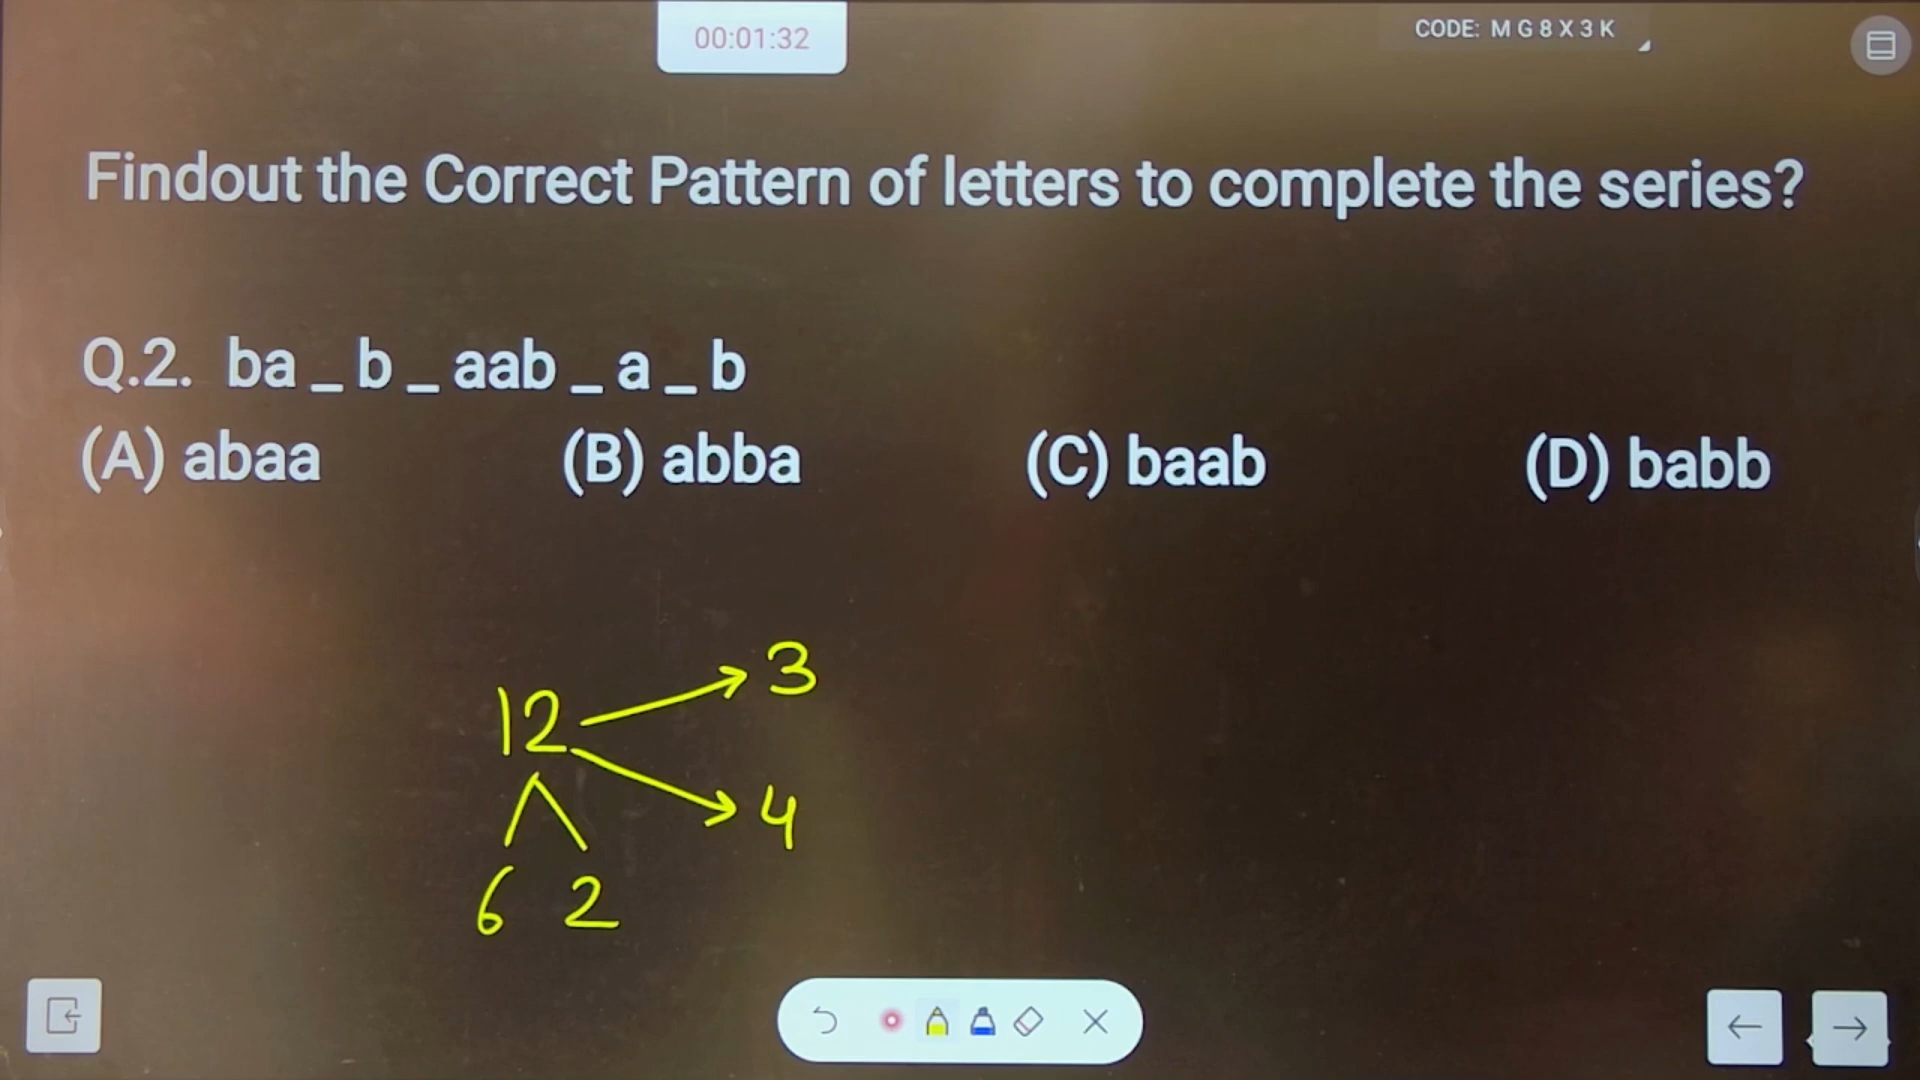 00:01:32
CODE: M G 8 X 3 K
Findout the Correct Pattern of letters to complete the series?
Q.2. ba _ b _ aab _ a _ b
(A) abaa (B) abba (C) baab (D) babb
3
12
4
6 2